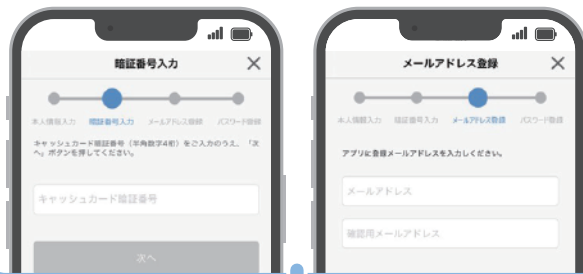 暗証番号入力
本人情報入力 暗証番号入力 メールアドレス登録 パスワード登録
キャッシュカード暗証番号（半角数字4桁）をご入力のうえ、「次
へ」ボタンを押してください。
キャッシュカード暗証番号
次へ
メールアドレス登録
本人情報入力 暗証番号入力 メールアドレス登録 パスワード登録
アプリに登録メールアドレスを入力しください。
メールアドレス
確認用メールアドレス